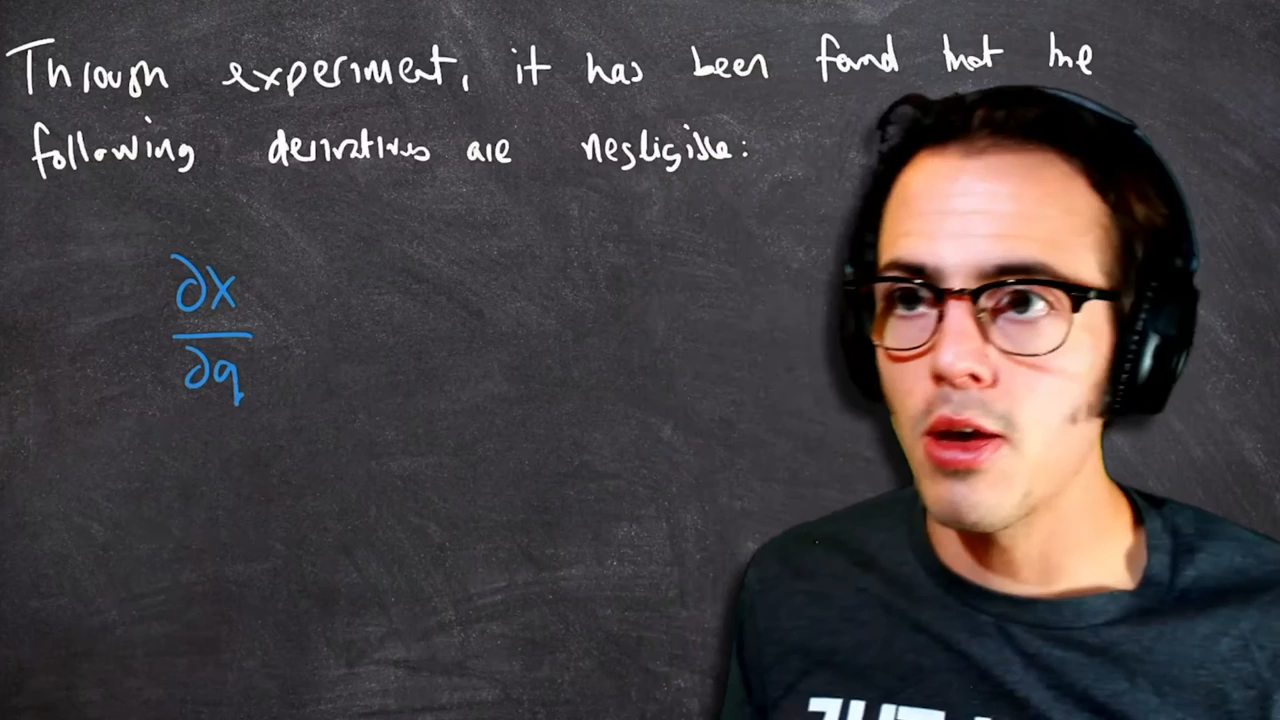 Through experiment, it has been found that the
following derivatives are negligible:
∂X
∂q